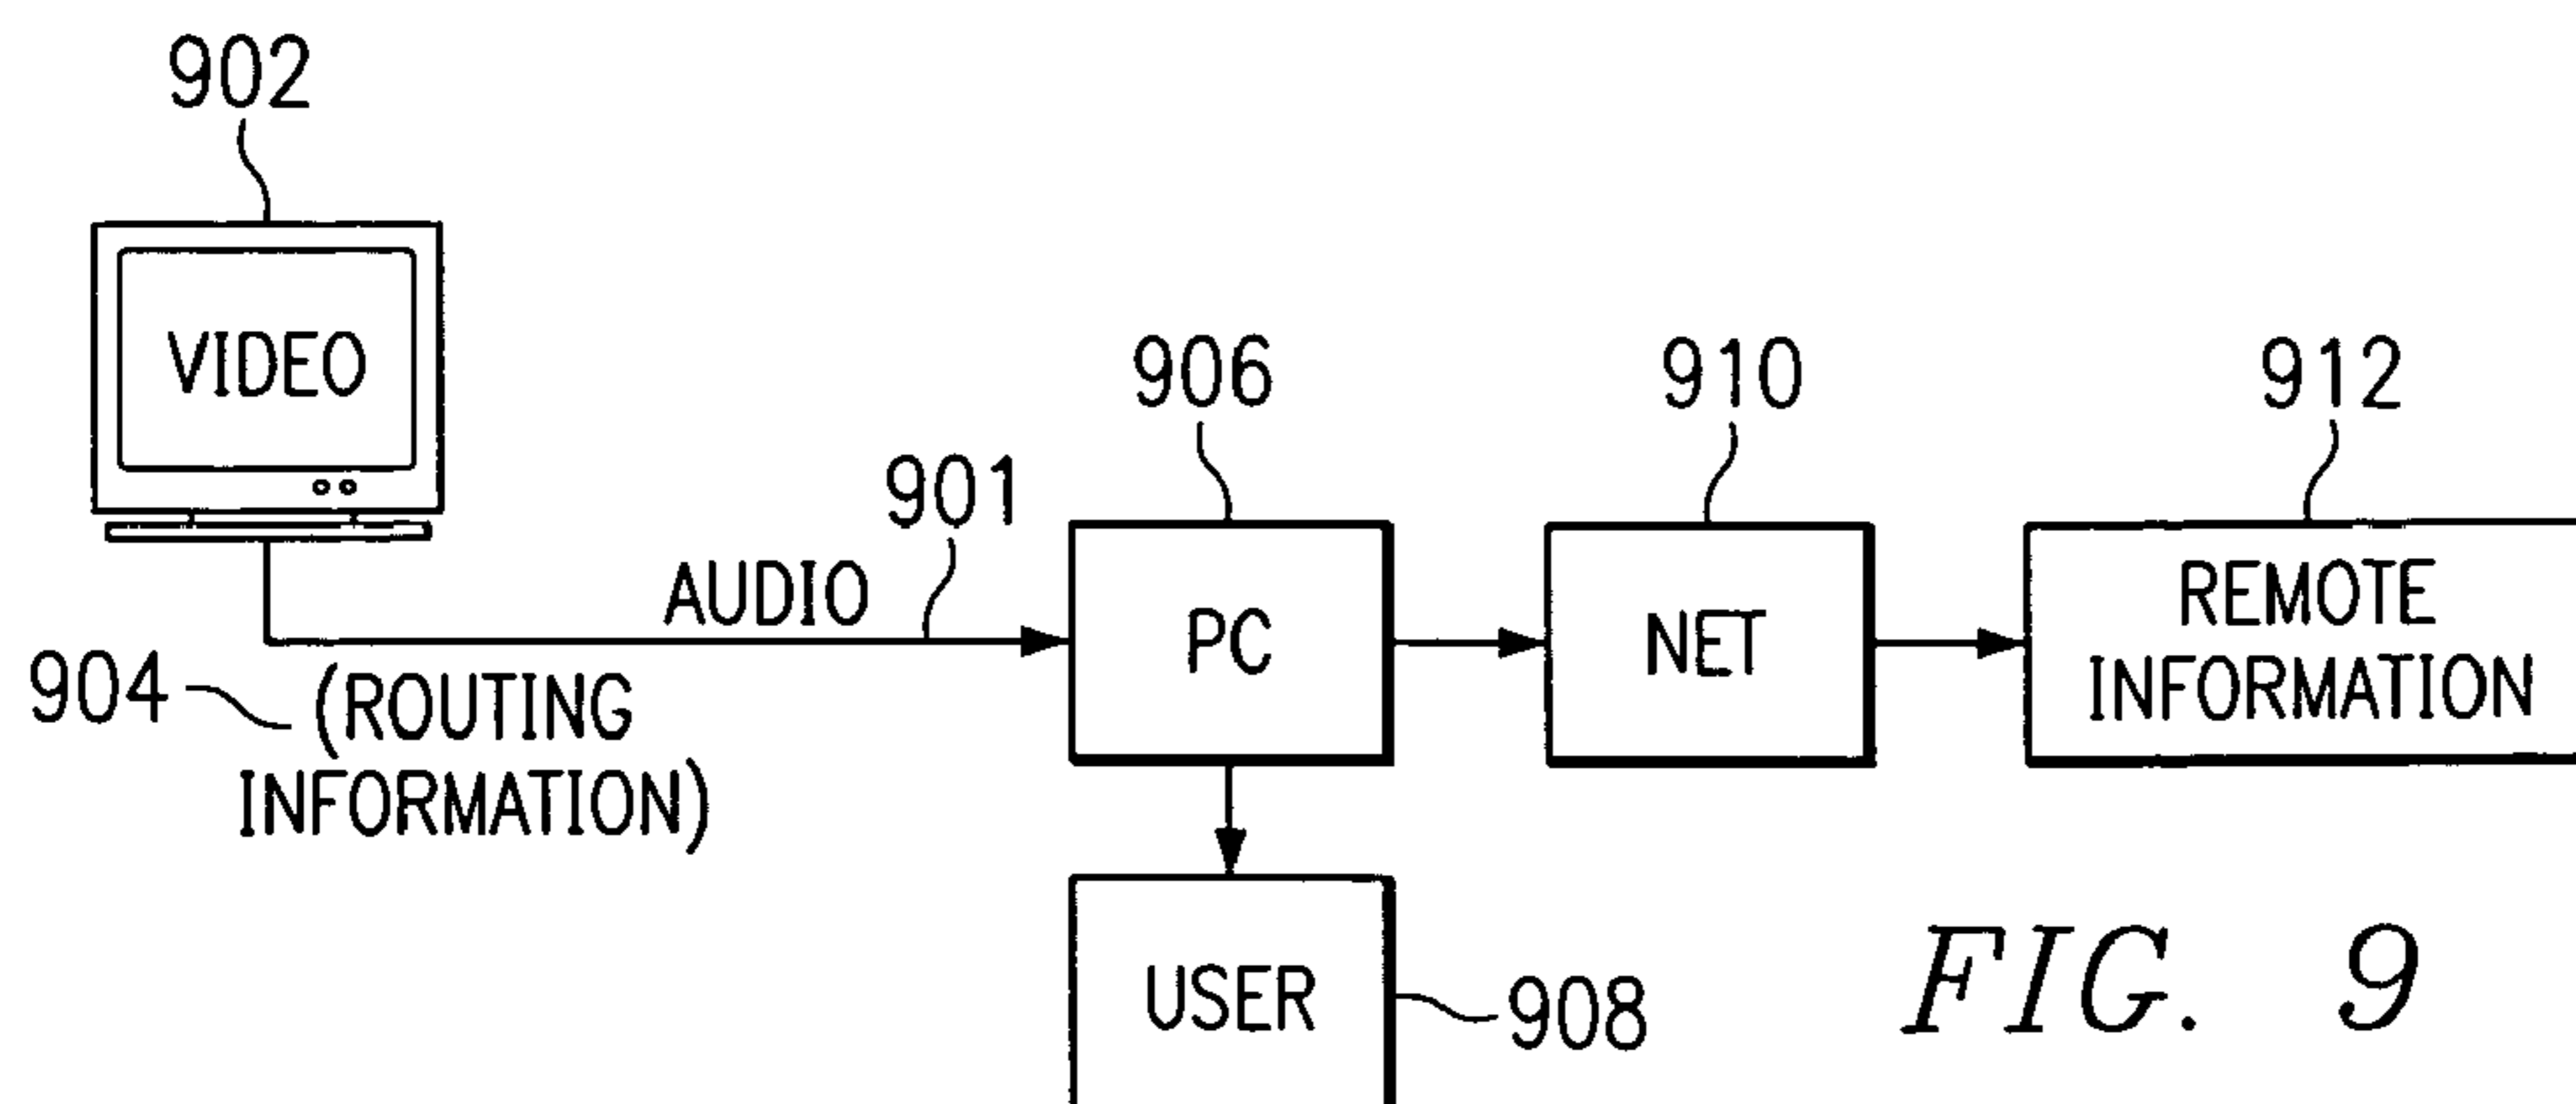 902
VIDEO
906
910
912
901
AUDIO
PC
NET
REMOTE
INFORMATION
904
(ROUTING
INFORMATION)
USER
908
FIG. 9